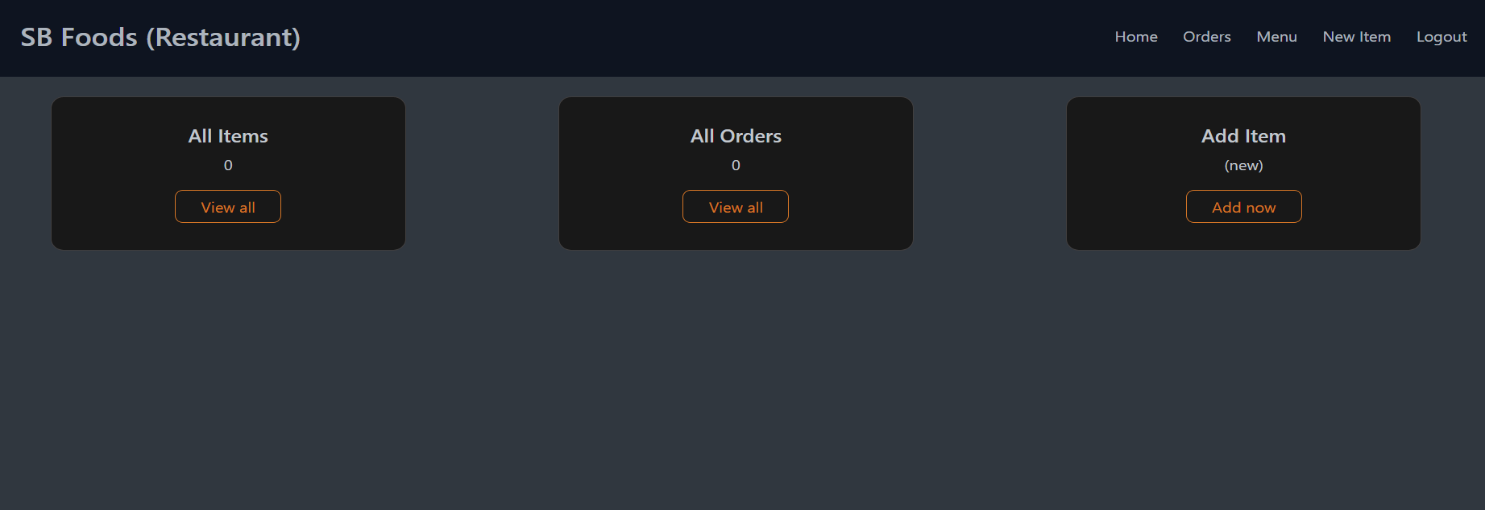 SB Foods (Restaurant)
Home Orders Menu New Item Logout
All Items
0
View all
All Orders
0
View all
Add Item
(new)
Add now